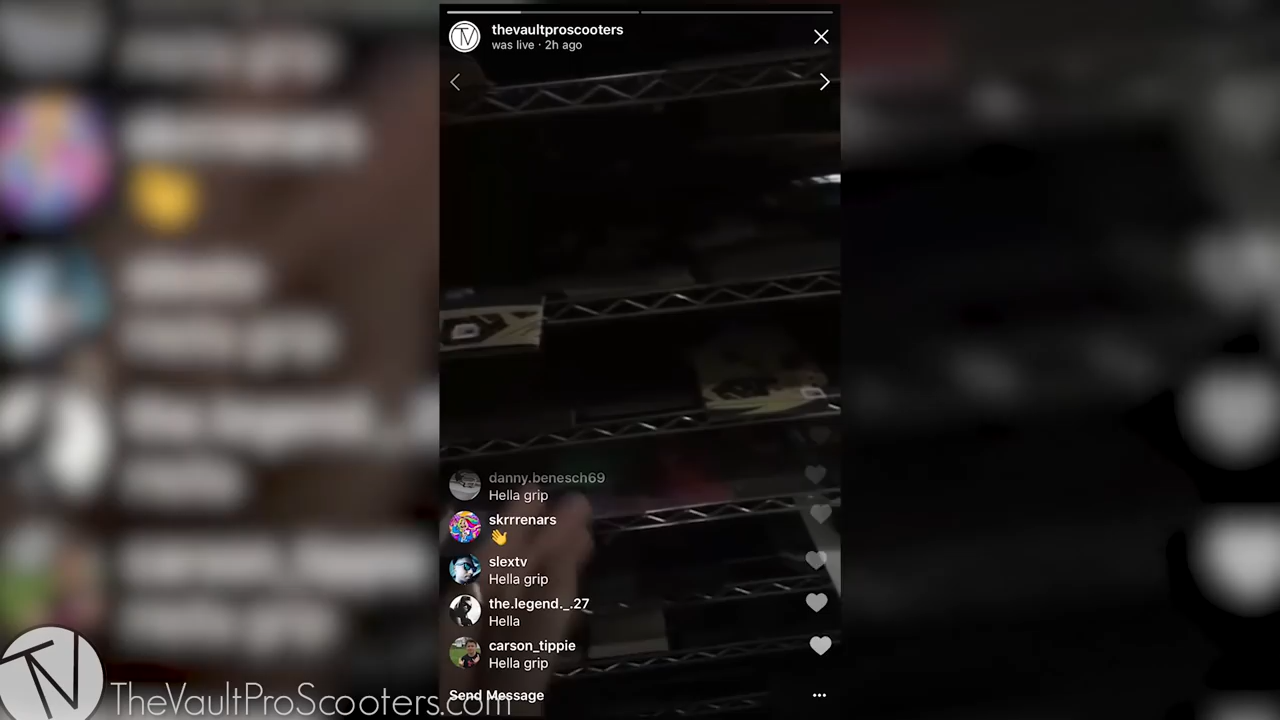 thevaultproscooters
was live · 2h ago
danny.benesch69
Hella grip
skrrrenars
👋
slextv
Hella grip
the.legend._.27
Hella
carson_tippie
Hella grip
Send Message
TV TheVaultProScooters.com